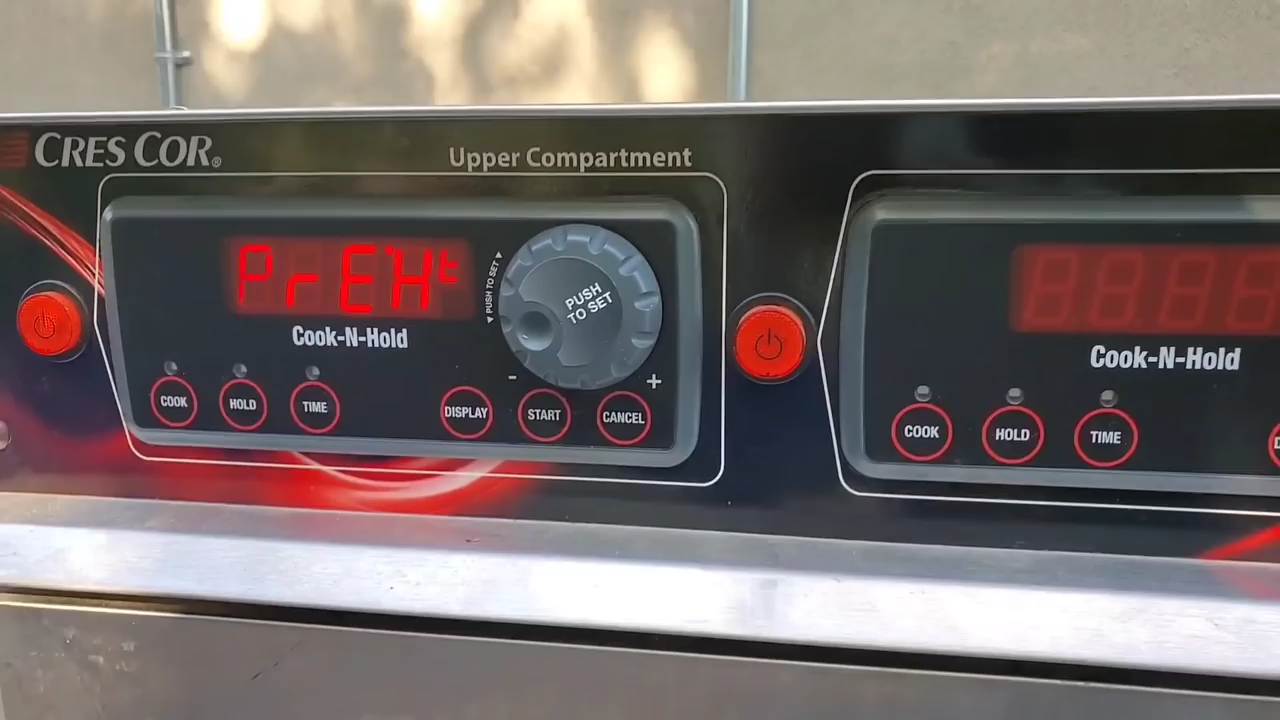 CRES COR®
Upper Compartment
PrEHt
Cook-N-Hold
PUSH TO SET
PUSH
TO SET
- +
COOK HOLD TIME DISPLAY START CANCEL
Cook-N-Hold
COOK HOLD TIME